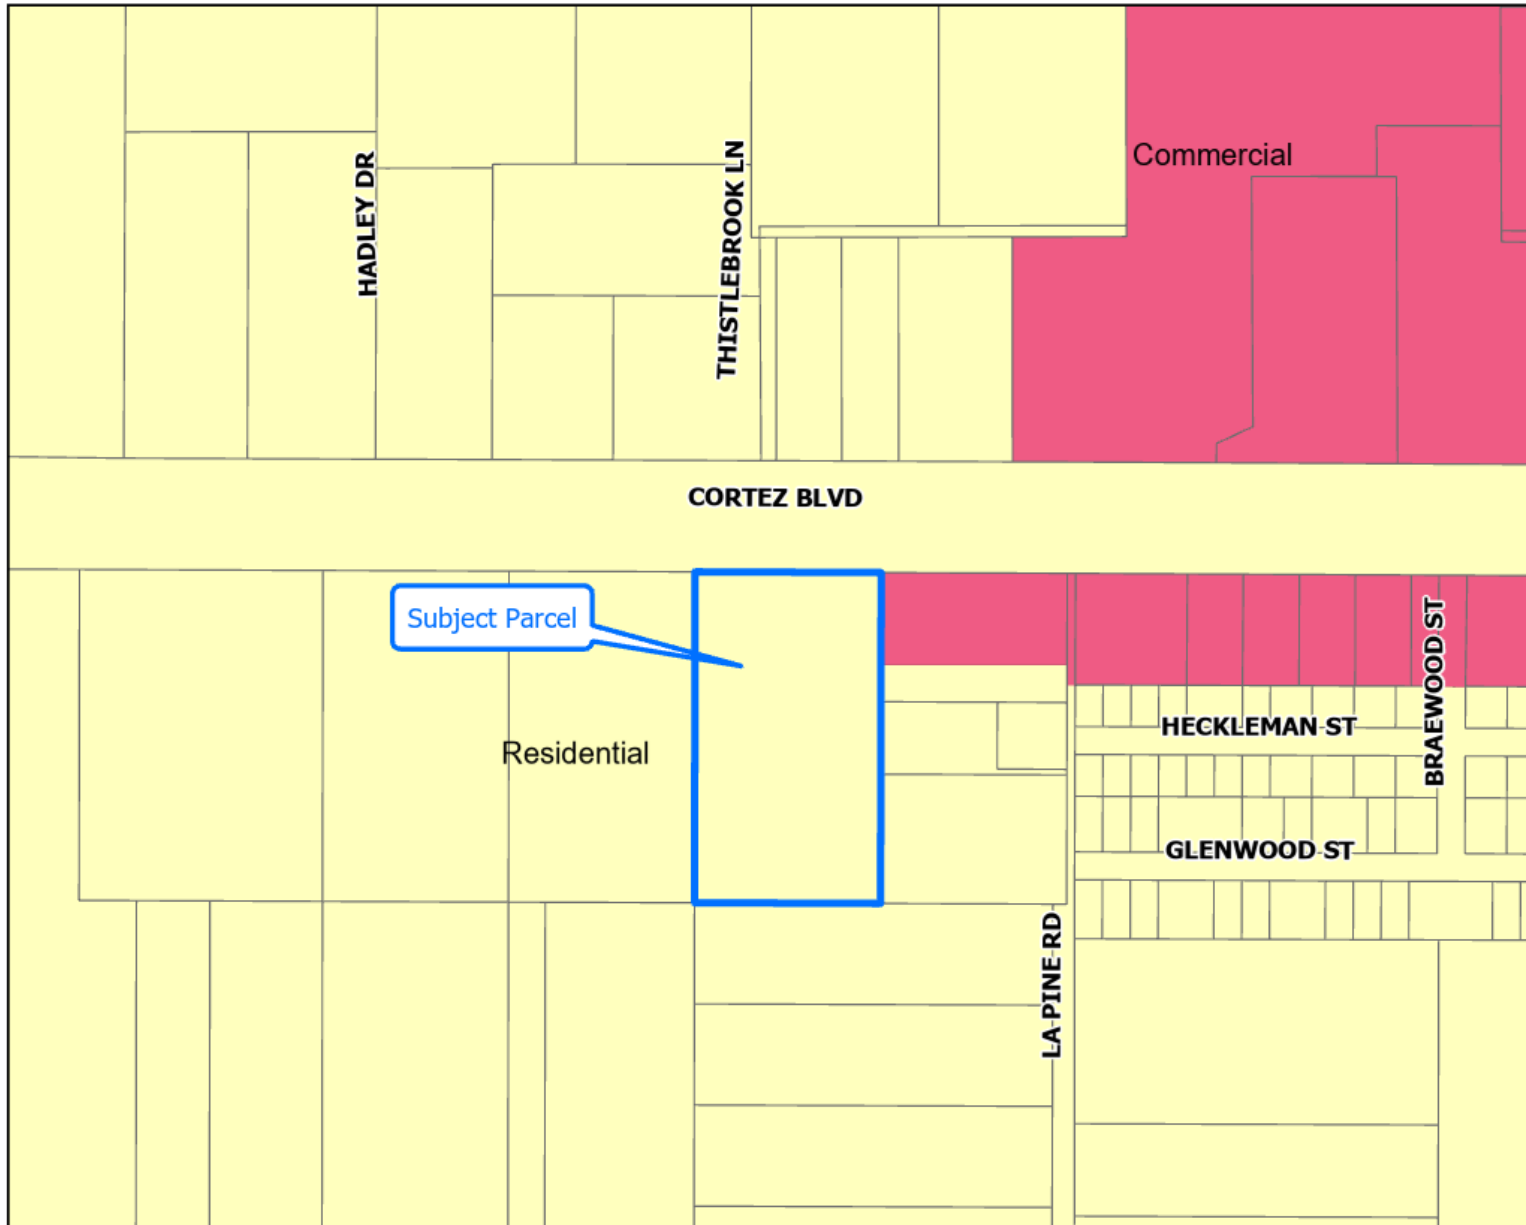 Commercial
HADLEY DR
THISTLEBROOK LN
CORTEZ BLVD
Subject Parcel
Residential
HECKLEMAN ST
BRAEWOOD ST
GLENWOOD ST
LA PINE RD